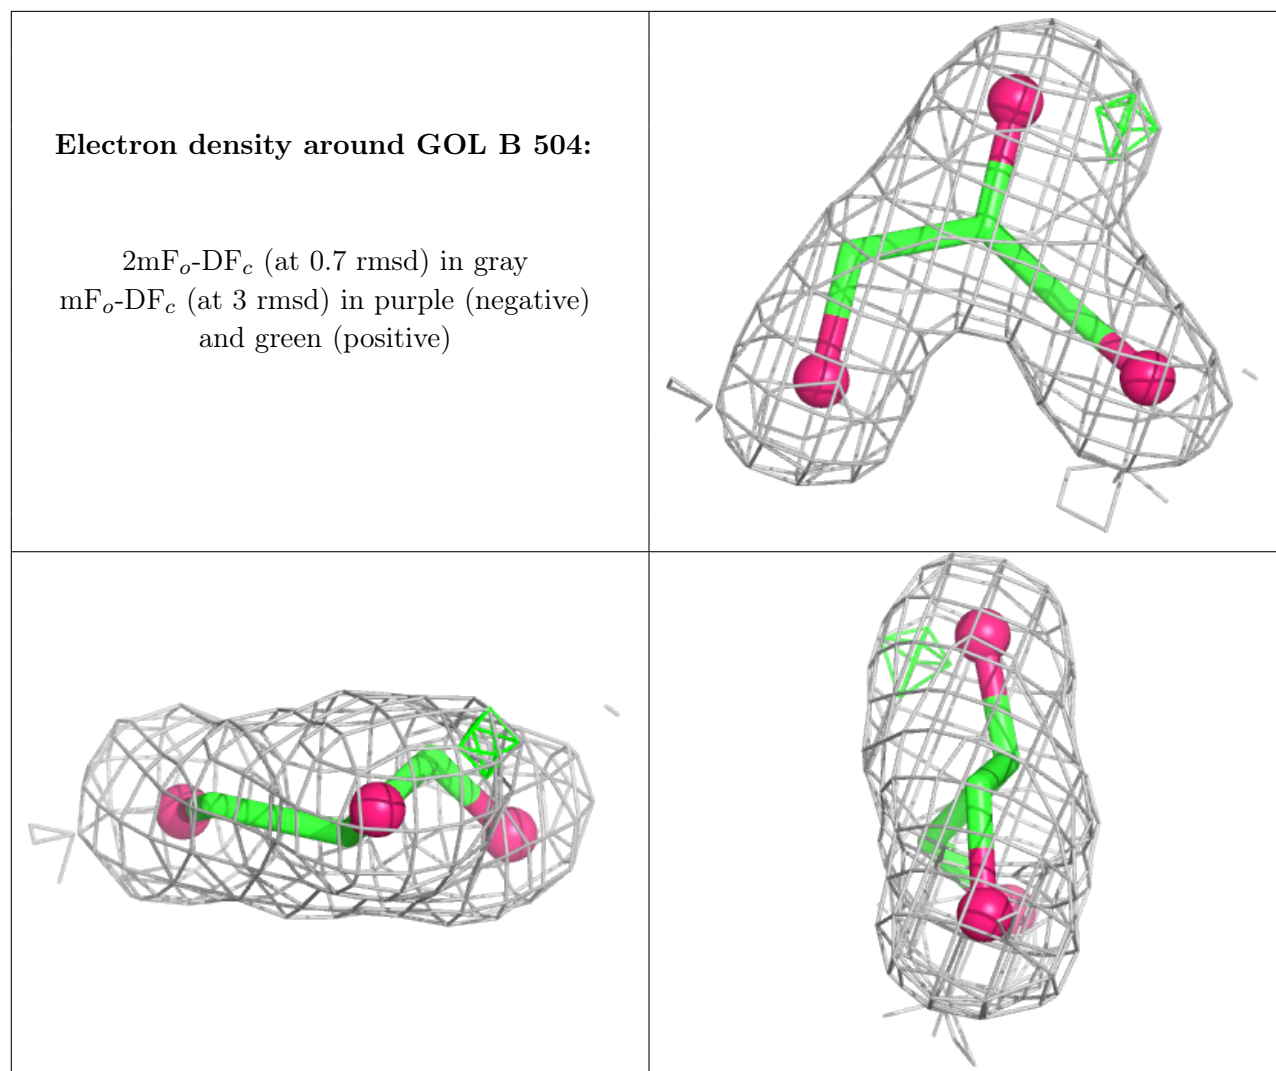 Electron density around GOL B 504:
2mFo-DFc (at 0.7 rmsd) in gray
mFo-DFc (at 3 rmsd) in purple (negative)
and green (positive)